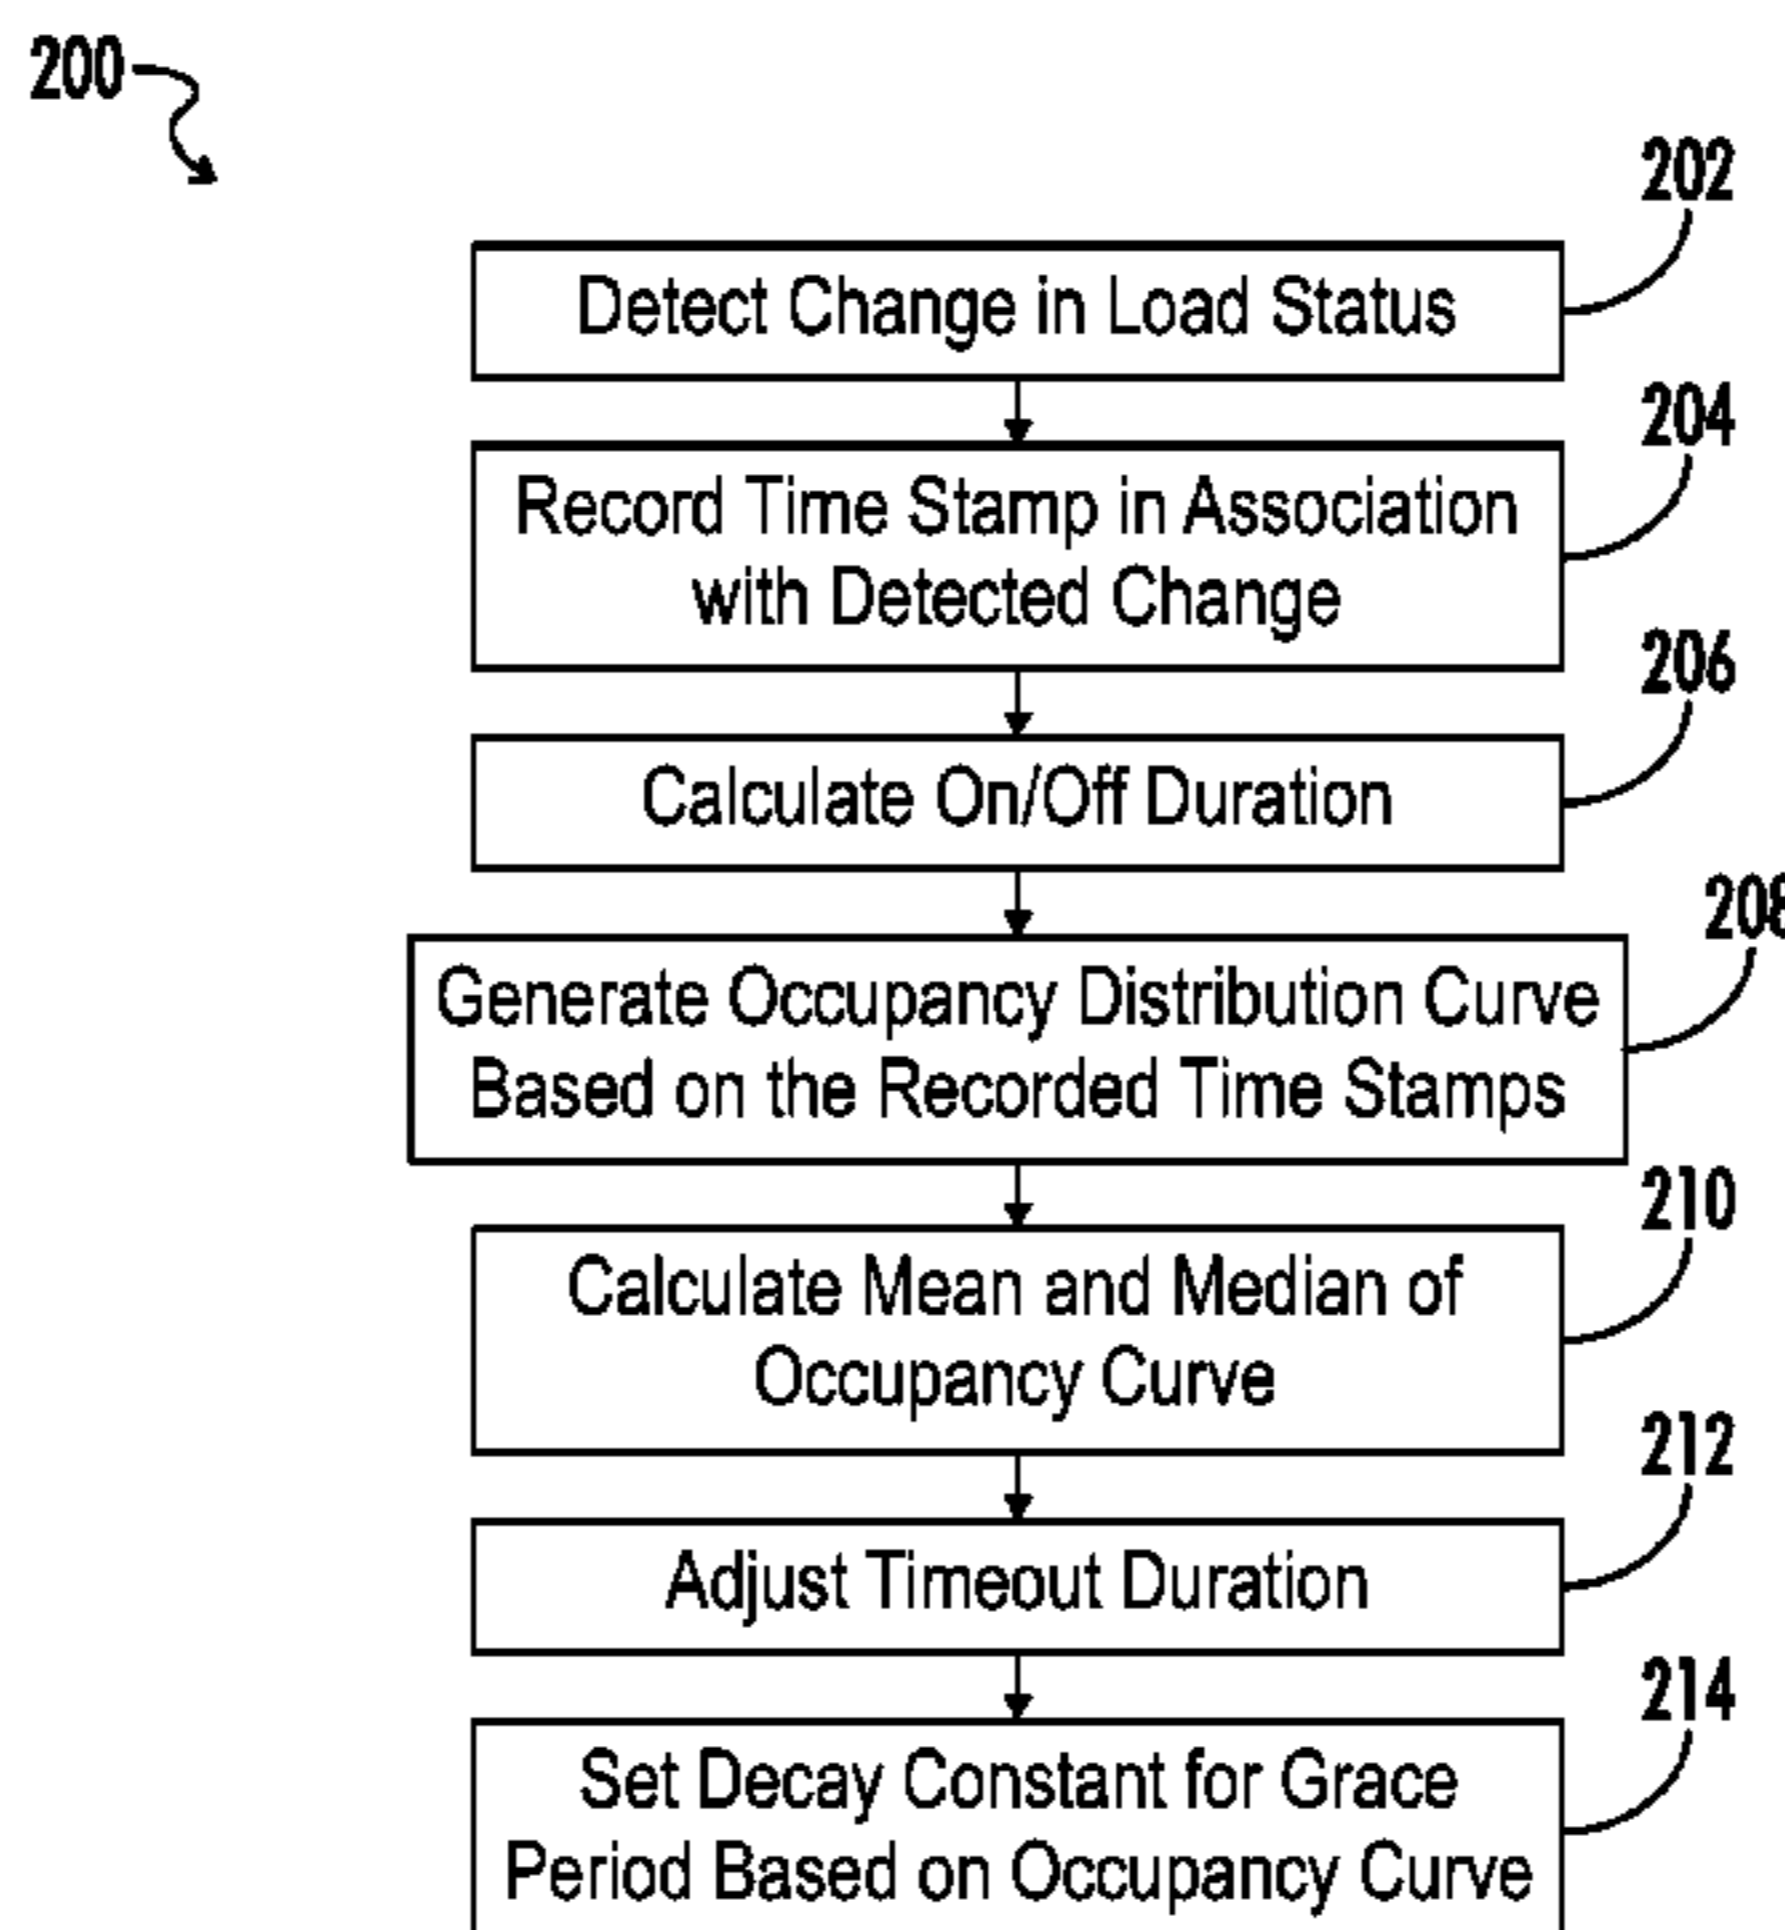 200
202
Detect Change in Load Status
204
Record Time Stamp in Association
with Detected Change
206
Calculate On/Off Duration
208
Generate Occupancy Distribution Curve
Based on the Recorded Time Stamps
210
Calculate Mean and Median of
Occupancy Curve
212
Adjust Timeout Duration
214
Set Decay Constant for Grace
Period Based on Occupancy Curve